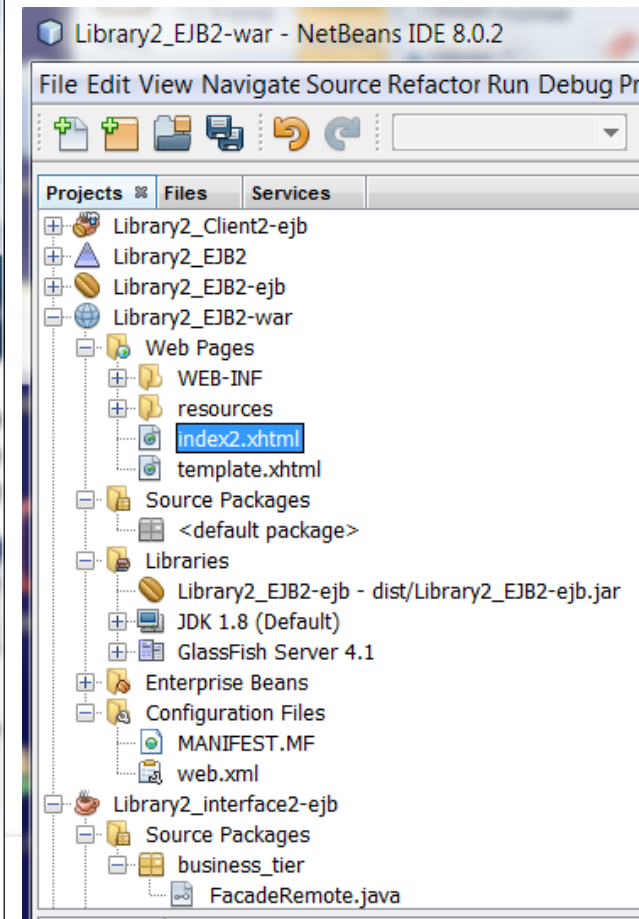 Library2_EJB2-war - NetBeans IDE 8.0.2
File Edit View Navigate Source Refactor Run Debug Pr
Projects Files Services
Library2_Client2-ejb
Library2_EJB2
Library2_EJB2-ejb
Library2_EJB2-war
Web Pages
WEB-INF
resources
index2.xhtml
template.xhtml
Source Packages
<default package>
Libraries
Library2_EJB2-ejb - dist/Library2_EJB2-ejb.jar
JDK 1.8 (Default)
GlassFish Server 4.1
Enterprise Beans
Configuration Files
MANIFEST.MF
web.xml
Library2_interface2-ejb
Source Packages
business_tier
FacadeRemote.java